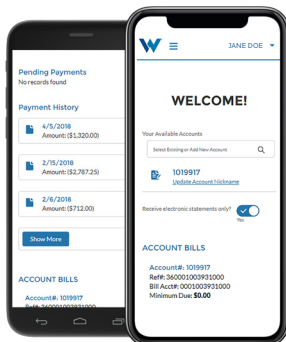 Pending Payments
No records found
Payment History
4/5/2018
Amount: ($1,320.00)
2/15/2018
Amount: ($2,787.25)
2/6/2018
Amount: ($712.00)
Show More
ACCOUNT BILLS
Account#: 1019917
Ref#: 360001003931000
JANE DOE
WELCOME!
Your Available Accounts
Select Existing or Add New Account
1019917
Update Account Nickname
Receive electronic statements only?
Yes
ACCOUNT BILLS
Account#: 1019917
Ref#: 360001003931000
Bill Acct#: 0001003931000
Minimum Due: $0.00